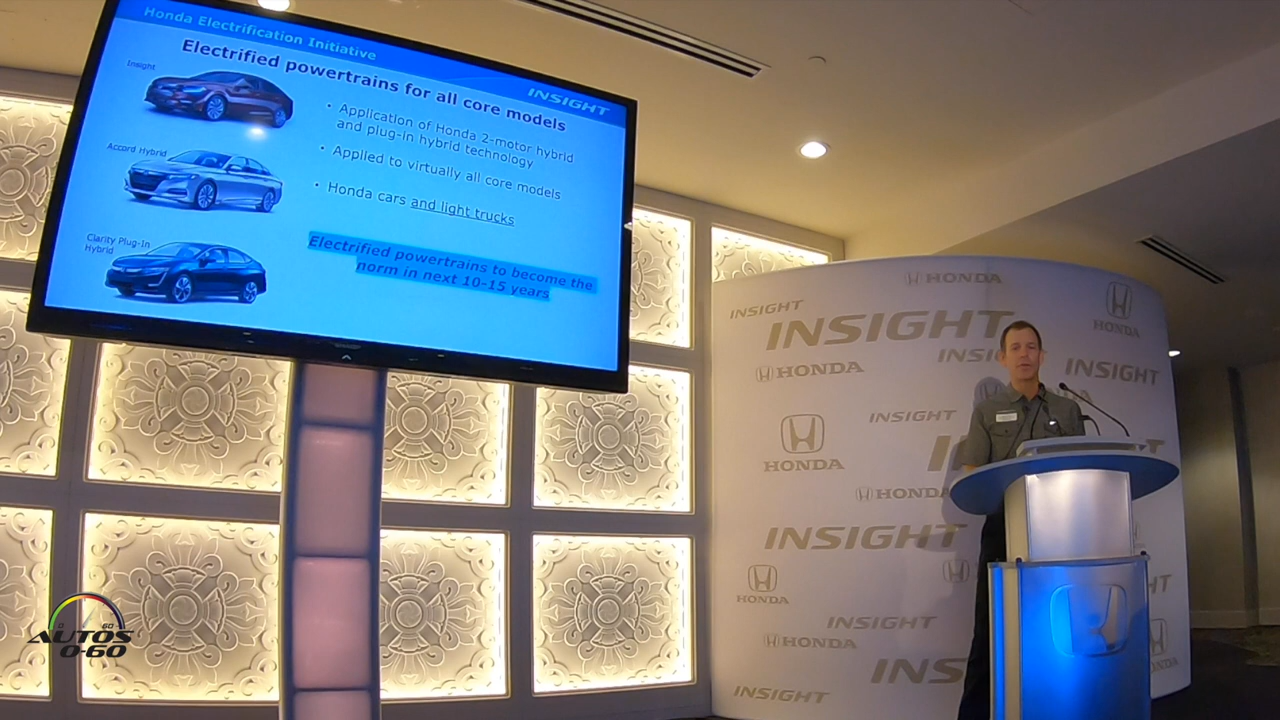 Honda Electrification Initiative
Electrified powertrains for all core models
INSIGHT
Insight
Accord Hybrid
Clarity Plug-In
Hybrid
• Application of Honda 2-motor hybrid
and plug-in hybrid technology
• Applied to virtually all core models
• Honda cars and light trucks
Electrified powertrains to become the
norm in next 10-15 years
HONDA
INSIGHT
HONDA
INSIGHT
INSIGHT
HONDA
INSIGHT
HONDA
INSIGHT
HONDA
INSIGHT
HONDA
INSIGHT
HONDA
INSIGHT
INSIGHT
0 60
AUTOS
0-60